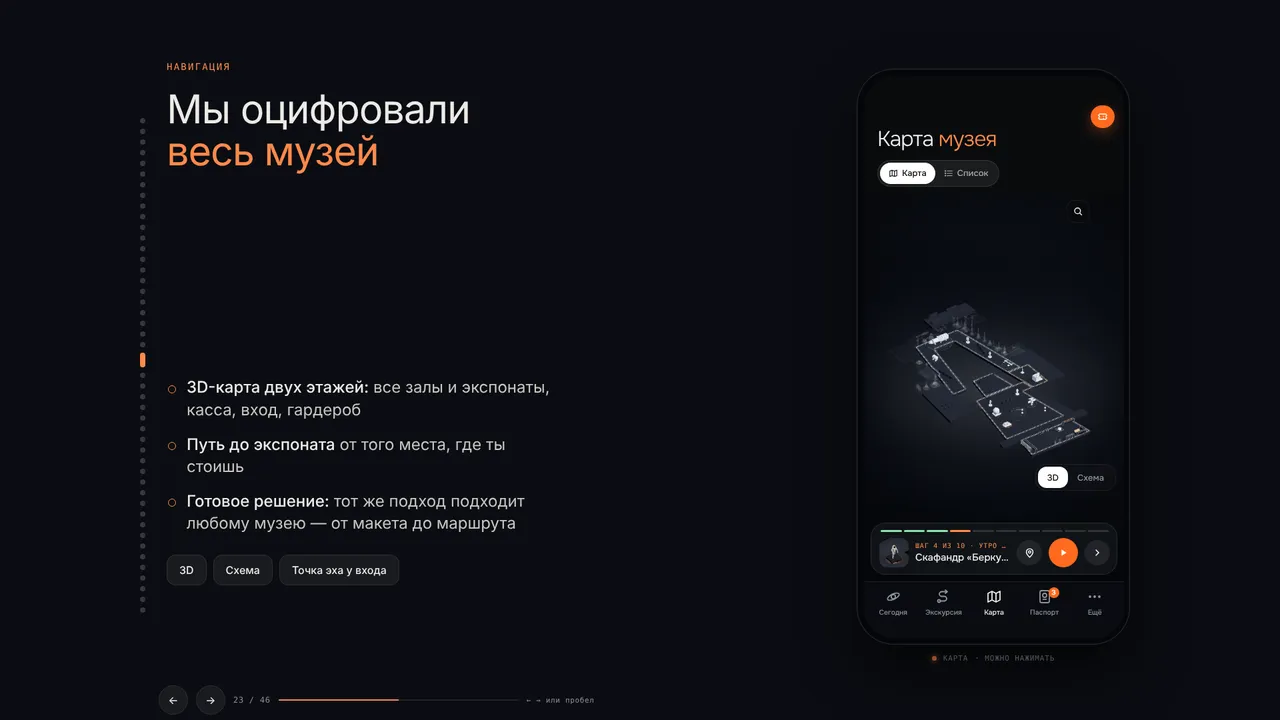 НАВИГАЦИЯ
Мы оцифровали
весь музей
3D-карта двух этажей: все залы и экспонаты,
касса, вход, гардероб
Путь до экспоната от того места, где ты
стоишь
Готовое решение: тот же подход подходит
любому музею — от макета до маршрута
3D
Схема
Точка эха у входа
← → 23 / 46
← → или пробел
Карта музея
Карта
Список
3D
Схема
ШАГ 4 ИЗ 10 · УТРО …
Скафандр «Берку…
3
Сегодня
Экскурсия
Карта
Паспорт
Ещё
КАРТА · МОЖНО НАЖИМАТЬ